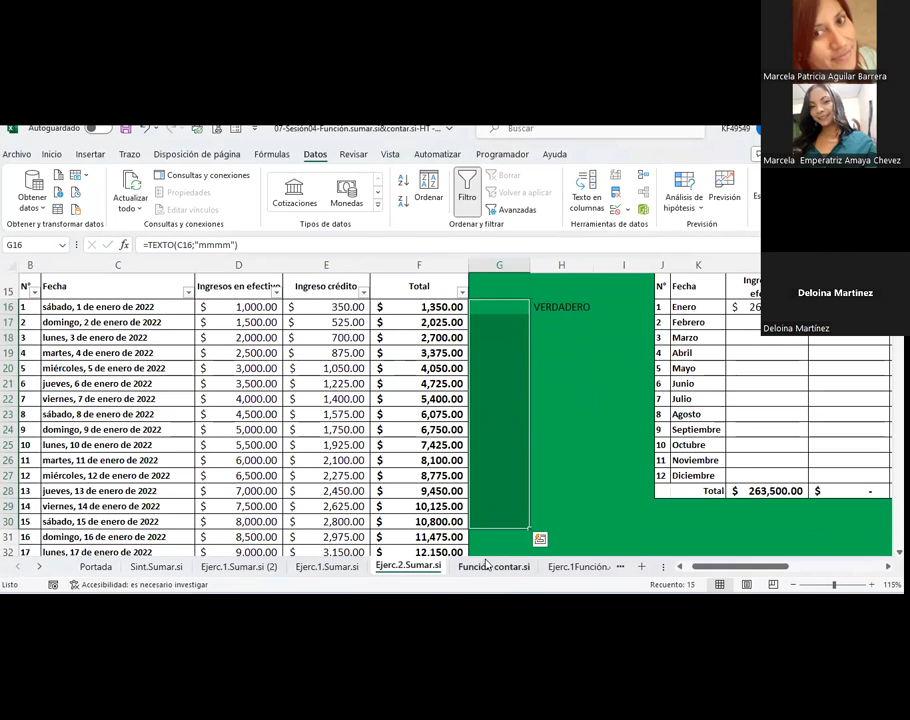 Marcela Patricia Aguilar Barrera
Marcela Emperatriz Amaya Chevez
Deloina Martinez
Deloina Martínez
Autoguardado
07-Sesión04-Función.sumar.si&contar.si-HT -
Buscar
KF49549
Archivo Inicio Insertar Trazo Disposición de página Fórmulas Datos Revisar Vista Automatizar Programador Ayuda
Obtener datos
Actualizar todo
Consultas y conexiones
Propiedades
Editar vínculos
Cotizaciones
Monedas
Ordenar
Filtro
Borrar
Volver a aplicar
Avanzadas
Texto en columnas
Análisis de hipótesis
Previsión
Obtener y transformar datos
Consultas y conexiones
Tipos de datos
Ordenar y filtrar
Herramientas de datos
Previsión
G16 fx =TEXTO(C16;"mmmm")
B C D E F G H I J K
15 N° Fecha Ingresos en efectivo Ingreso crédito Total N° Fecha
16 1 sábado, 1 de enero de 2022 $ 1,000.00 $ 350.00 $ 1,350.00 VERDADERO 1 Enero $ 26
17 2 domingo, 2 de enero de 2022 $ 1,500.00 $ 525.00 $ 2,025.00 2 Febrero
18 3 lunes, 3 de enero de 2022 $ 2,000.00 $ 700.00 $ 2,700.00 3 Marzo
19 4 martes, 4 de enero de 2022 $ 2,500.00 $ 875.00 $ 3,375.00 4 Abril
20 5 miércoles, 5 de enero de 2022 $ 3,000.00 $ 1,050.00 $ 4,050.00 5 Mayo
21 6 jueves, 6 de enero de 2022 $ 3,500.00 $ 1,225.00 $ 4,725.00 6 Junio
22 7 viernes, 7 de enero de 2022 $ 4,000.00 $ 1,400.00 $ 5,400.00 7 Julio
23 8 sábado, 8 de enero de 2022 $ 4,500.00 $ 1,575.00 $ 6,075.00 8 Agosto
24 9 domingo, 9 de enero de 2022 $ 5,000.00 $ 1,750.00 $ 6,750.00 9 Septiembre
25 10 lunes, 10 de enero de 2022 $ 5,500.00 $ 1,925.00 $ 7,425.00 10 Octubre
26 11 martes, 11 de enero de 2022 $ 6,000.00 $ 2,100.00 $ 8,100.00 11 Noviembre
27 12 miércoles, 12 de enero de 2022 $ 6,500.00 $ 2,275.00 $ 8,775.00 12 Diciembre
28 13 jueves, 13 de enero de 2022 $ 7,000.00 $ 2,450.00 $ 9,450.00 Total $ 263,500.00 $ -
29 14 viernes, 14 de enero de 2022 $ 7,500.00 $ 2,625.00 $ 10,125.00
30 15 sábado, 15 de enero de 2022 $ 8,000.00 $ 2,800.00 $ 10,800.00
31 16 domingo, 16 de enero de 2022 $ 8,500.00 $ 2,975.00 $ 11,475.00
32 17 lunes, 17 de enero de 2022 $ 9,000.00 $ 3,150.00 $ 12,150.00
Portada Sint.Sumar.si Ejerc.1.Sumar.si (2) Ejerc.1.Sumar.si Ejerc.2.Sumar.si Función contar.si Ejerc.1Función.
Listo Accesibilidad: es necesario investigar Recuento: 15 115%